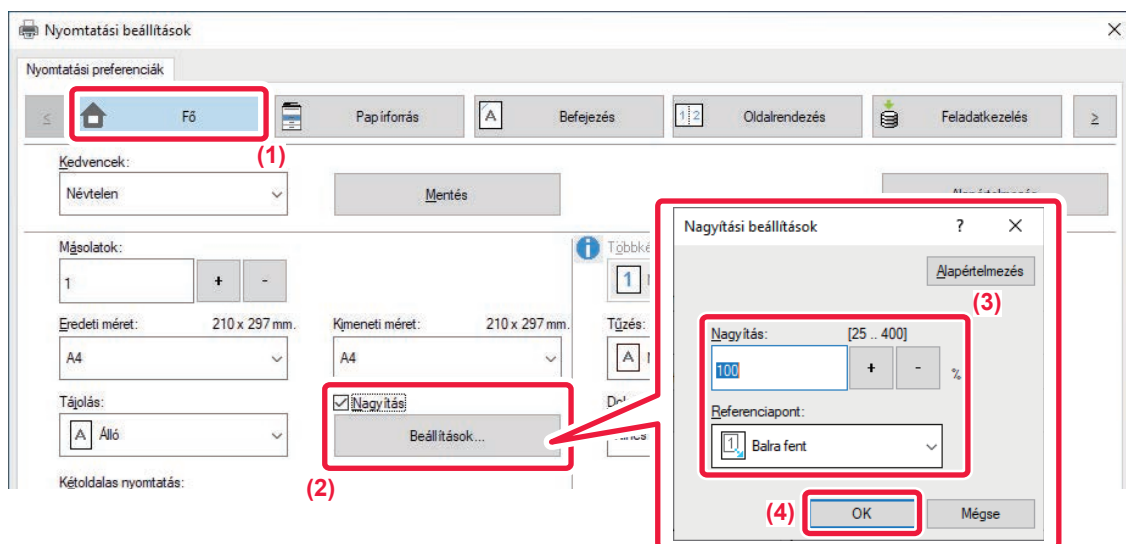 Nyomtatási beállítások
Nyomtatási preferenciák
≤ Fő Papírforrás Befejezés Oldalrendezés Feladatkezelés ≥
(1)
Kedvencek:
Névtelen Mentés
Másolatok:
1 + -
Eredeti méret: 210 x 297 mm. Kimeneti méret: 210 x 297 mm. Tűzés:
A4 A4
Tájolás: Nagyítás
Álló Beállítások...
(2)
Kétoldalas nyomtatás:
Nagyítási beállítások ?
Alapértelmezés
(3)
Nagyítás: [25 .. 400]
100 + - %
Referenciapont:
Balra fent
(4) OK Mégse